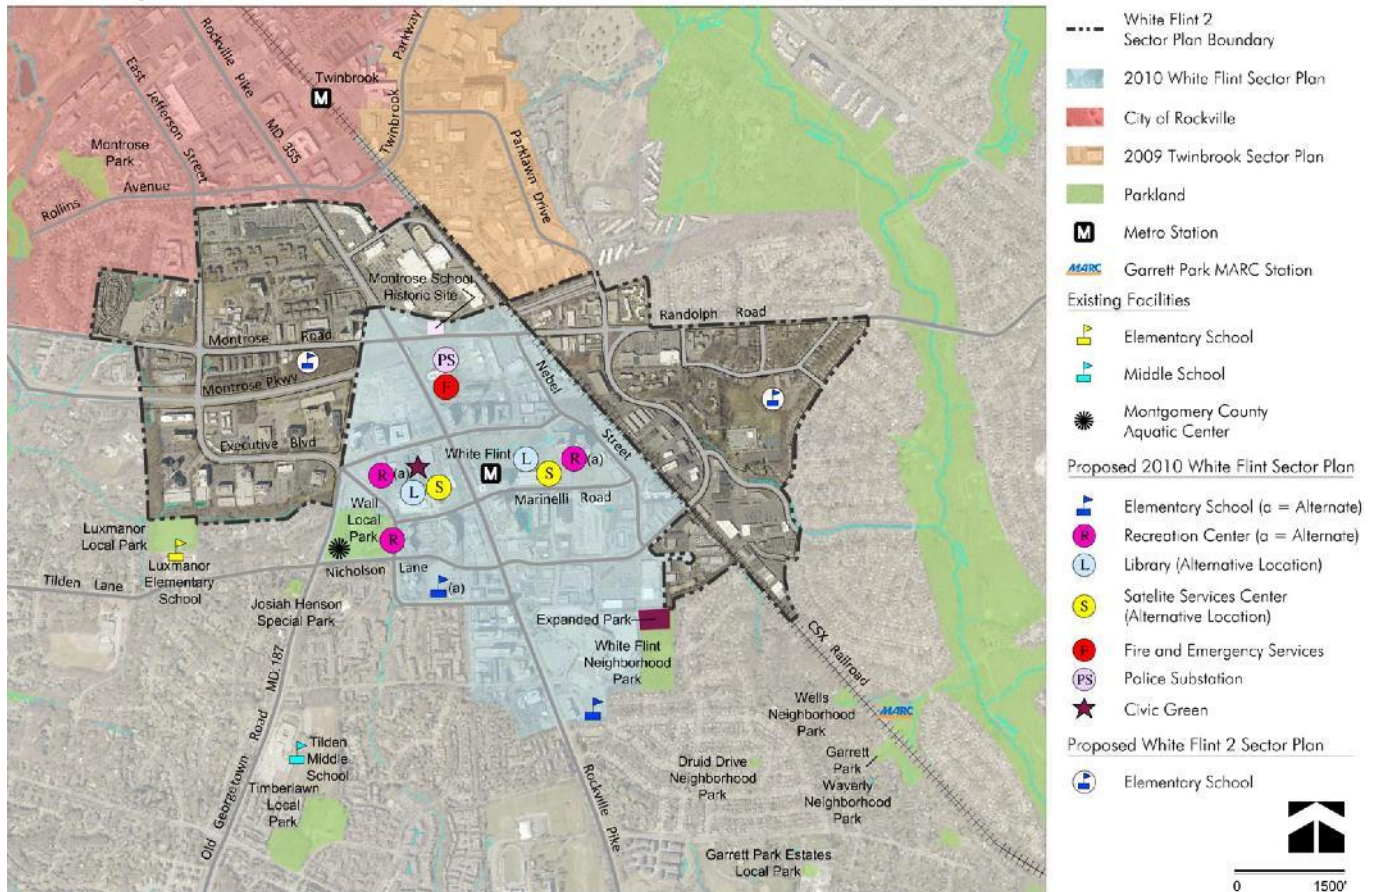 Rockville Pike MD 355
East Jefferson Street
Twinbrook
M
Twinbrook Parkway
Parklawn Drive
Montrose
Park
Rollins Avenue
Montrose School
Historic Site
Randolph Road
Montrose Road
PS
F
Montrose Pkwy
Nebel Street
Executive Blvd
White Flint
M
L
R (a)
R (a)
S
L
S
Marinelli Road
Wall
Local
Park
R
Luxmanor
Local Park
Luxmanor
Elementary
School
Tilden Lane
Nicholson Lane
(a)
Josiah Henson
Special Park
Expanded Park
White Flint
Neighborhood
Park
CSX Railroad
MARC
Wells
Neighborhood
Park
Garrett
Park
Waverly
Neighborhood
Park
Druid Drive
Neighborhood
Park
Old Georgetown Road MD 187
Tilden
Middle
School
Timberlawn
Local
Park
Rockville Pike
Garrett Park Estates
Local Park
White Flint 2
Sector Plan Boundary
2010 White Flint Sector Plan
City of Rockville
2009 Twinbrook Sector Plan
Parkland
M Metro Station
MARC Garrett Park MARC Station
Existing Facilities
Elementary School
Middle School
Montgomery County
Aquatic Center
Proposed 2010 White Flint Sector Plan
Elementary School (a = Alternate)
R Recreation Center (a = Alternate)
L Library (Alternative Location)
S Satelite Services Center
(Alternative Location)
F Fire and Emergency Services
PS Police Substation
Civic Green
Proposed White Flint 2 Sector Plan
Elementary School
0 1500'